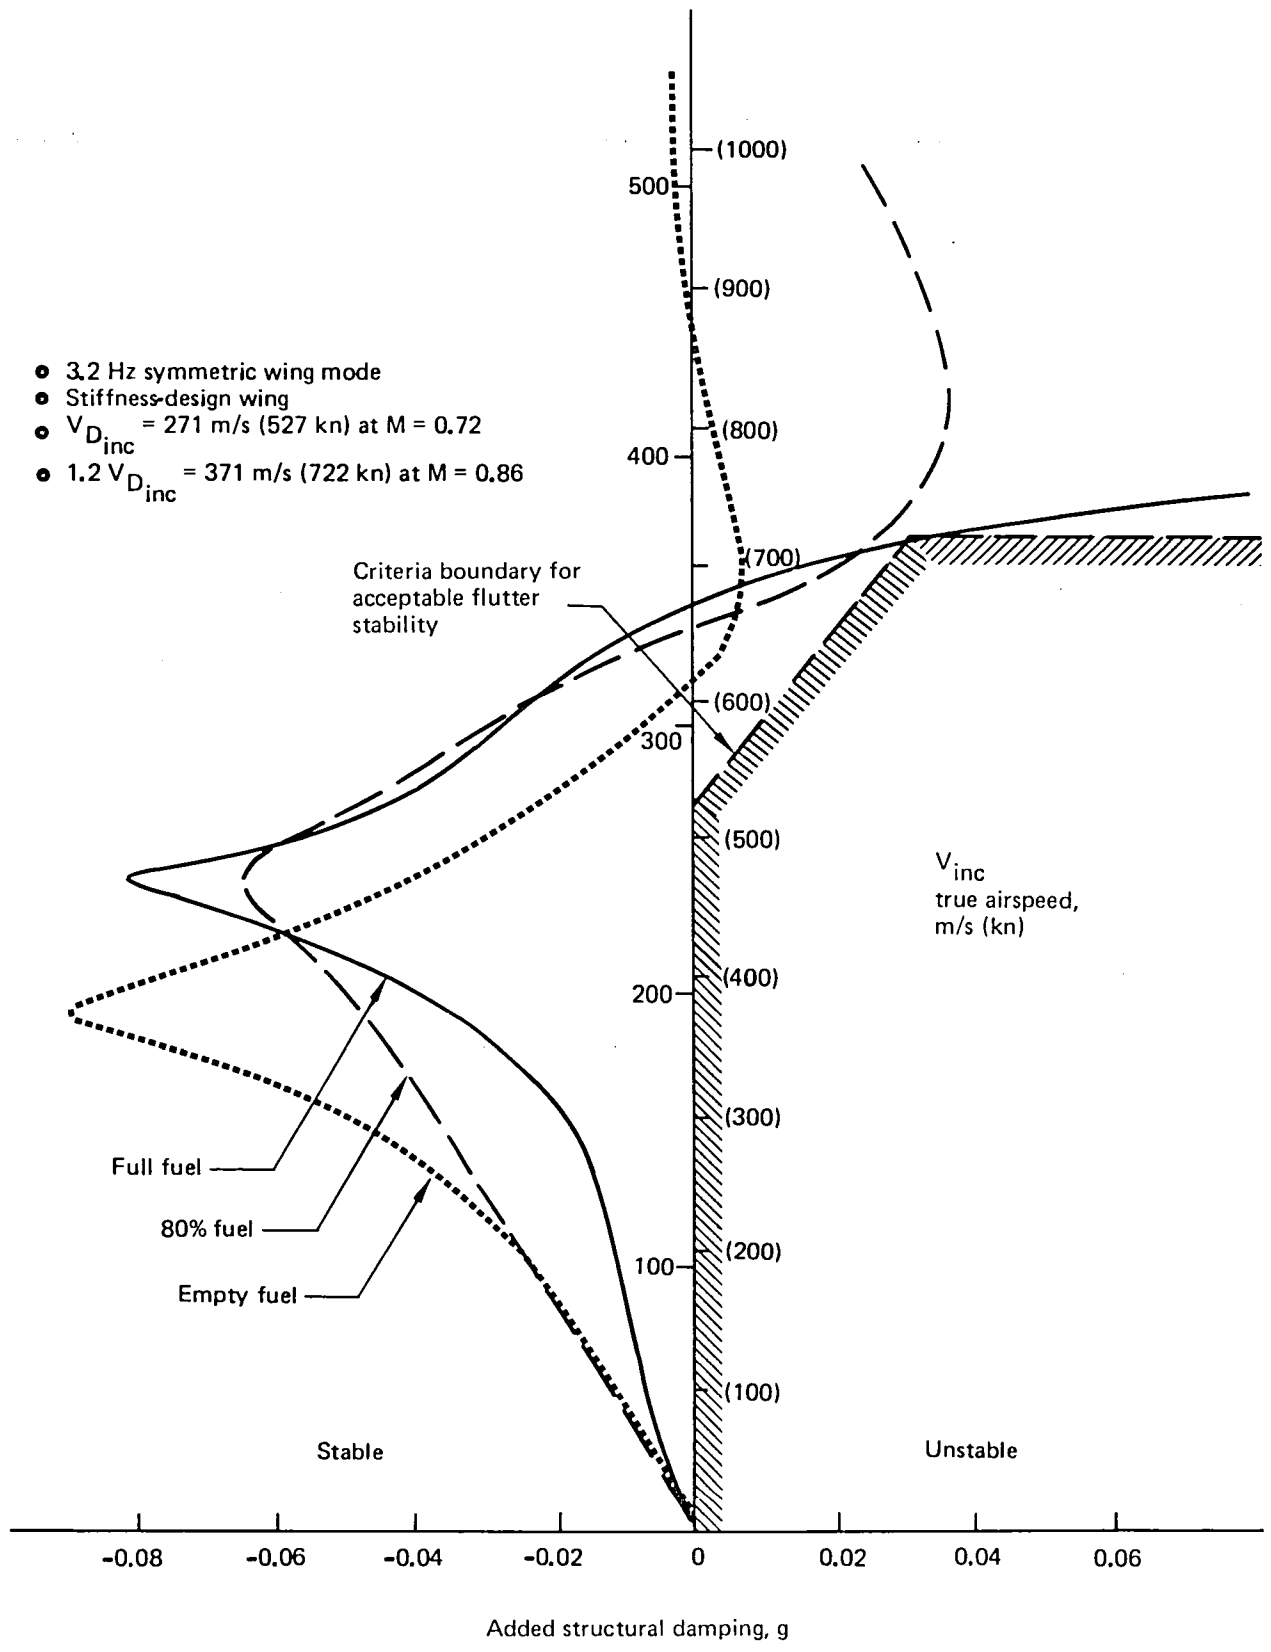 (1000)
500
(900)
• 3.2 Hz symmetric wing mode
• Stiffness-design wing
• V_Dinc = 271 m/s (527 kn) at M = 0.72
• 1.2 V_Dinc = 371 m/s (722 kn) at M = 0.86
(800)
400
(700)
Criteria boundary for
acceptable flutter
stability
(600)
300
(500)
Vinc
true airspeed,
m/s (kn)
(400)
200
(300)
Full fuel
80% fuel
(200)
100
Empty fuel
(100)
Stable
Unstable
-0.08 -0.06 -0.04 -0.02 0 0.02 0.04 0.06
Added structural damping, g